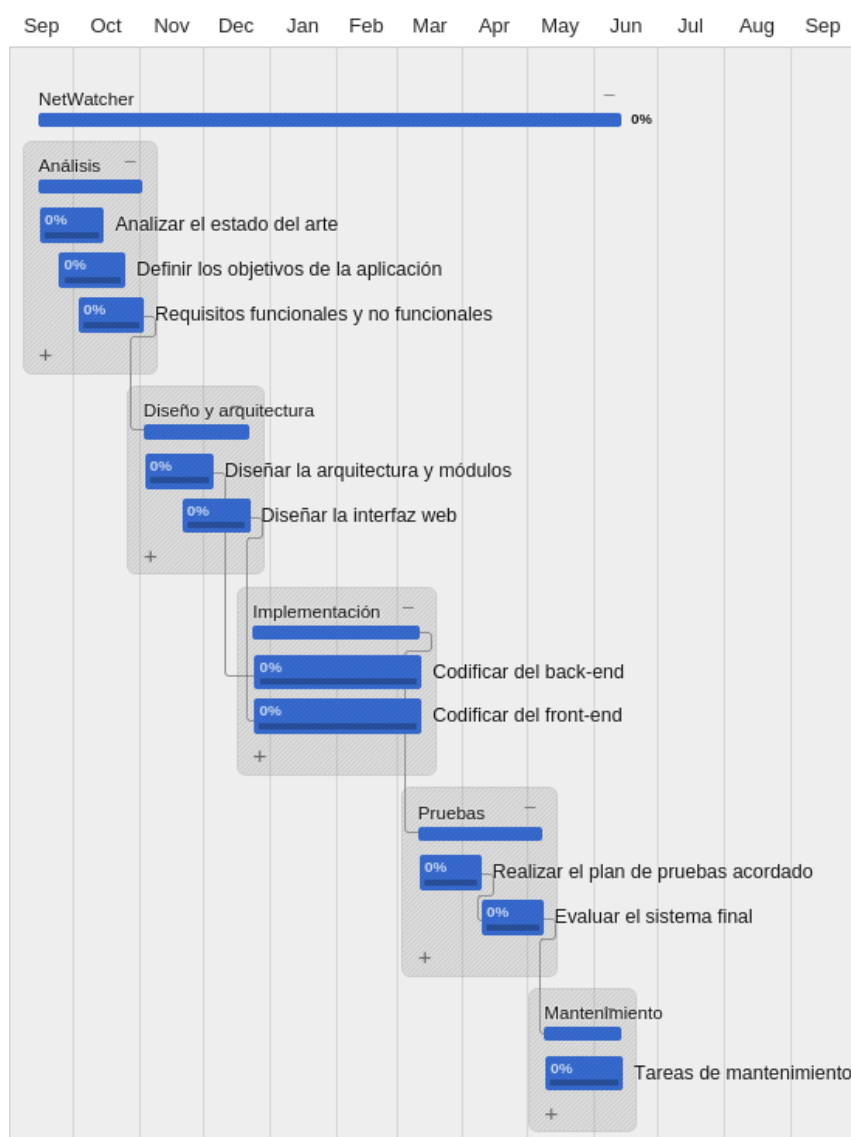 Sep Oct Nov Dec Jan Feb Mar Apr May Jun Jul Aug Sep
NetWatcher
0%
Análisis
0% Analizar el estado del arte
0% Definir los objetivos de la aplicación
0% Requisitos funcionales y no funcionales
+
Diseño y arquitectura
0% Diseñar la arquitectura y módulos
0% Diseñar la interfaz web
+
Implementación
0% Codificar del back-end
0% Codificar del front-end
+
Pruebas
0% Realizar el plan de pruebas acordado
0% Evaluar el sistema final
+
Mantenimiento
0% Tareas de mantenimiento
+